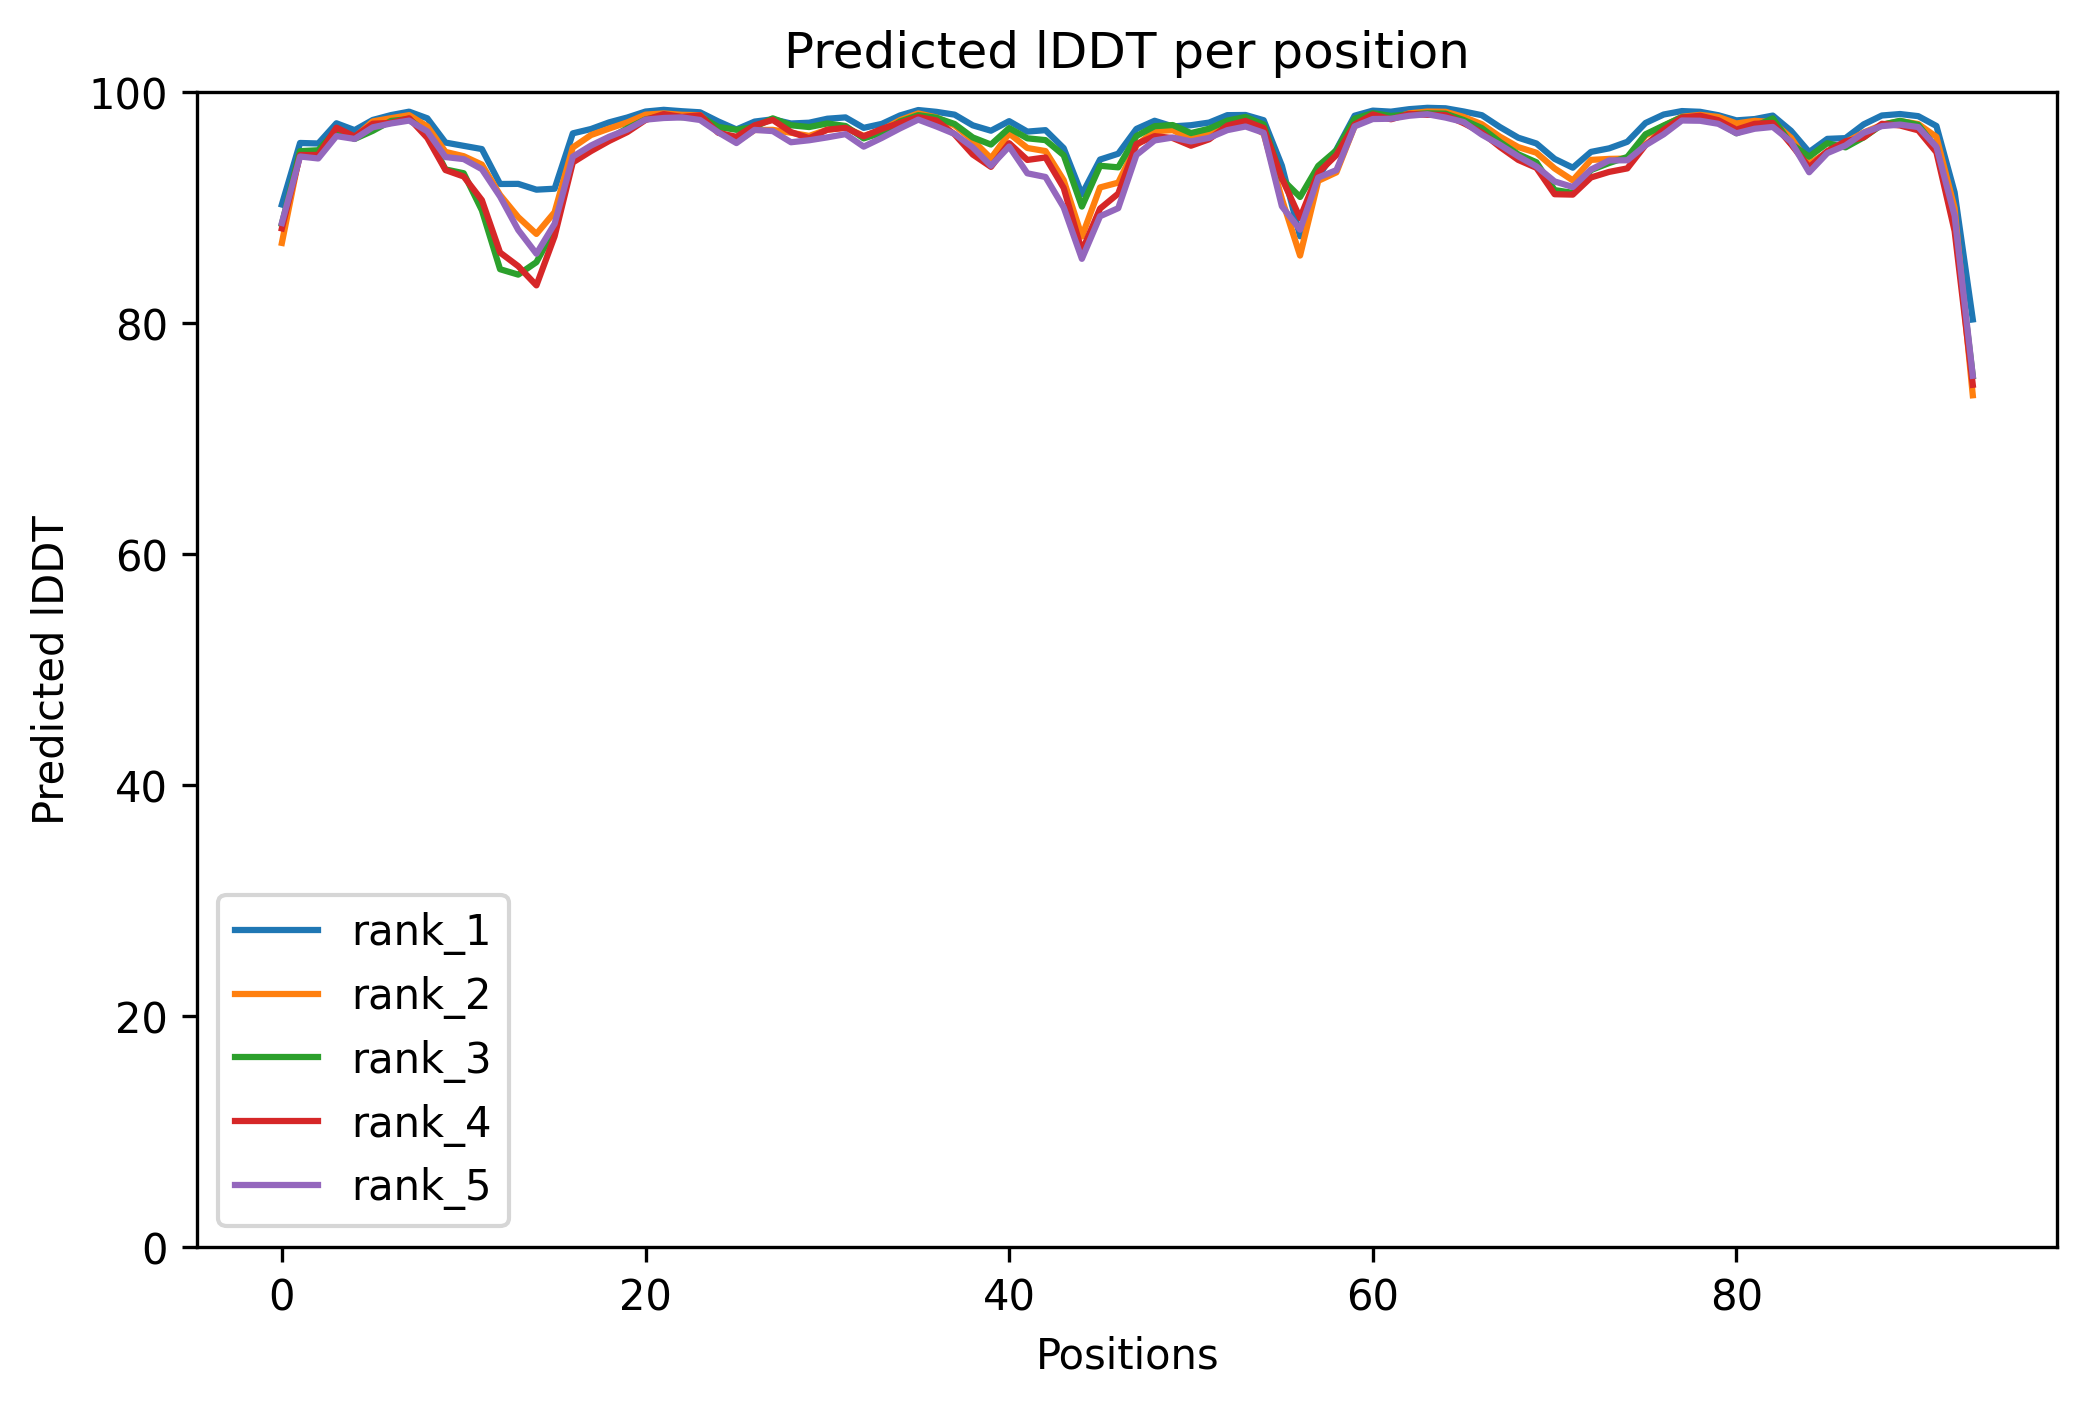 Predicted lDDT per position
100
80
60
40
20
0
Predicted lDDT
rank_1
rank_2
rank_3
rank_4
rank_5
0 20 40 60 80
Positions